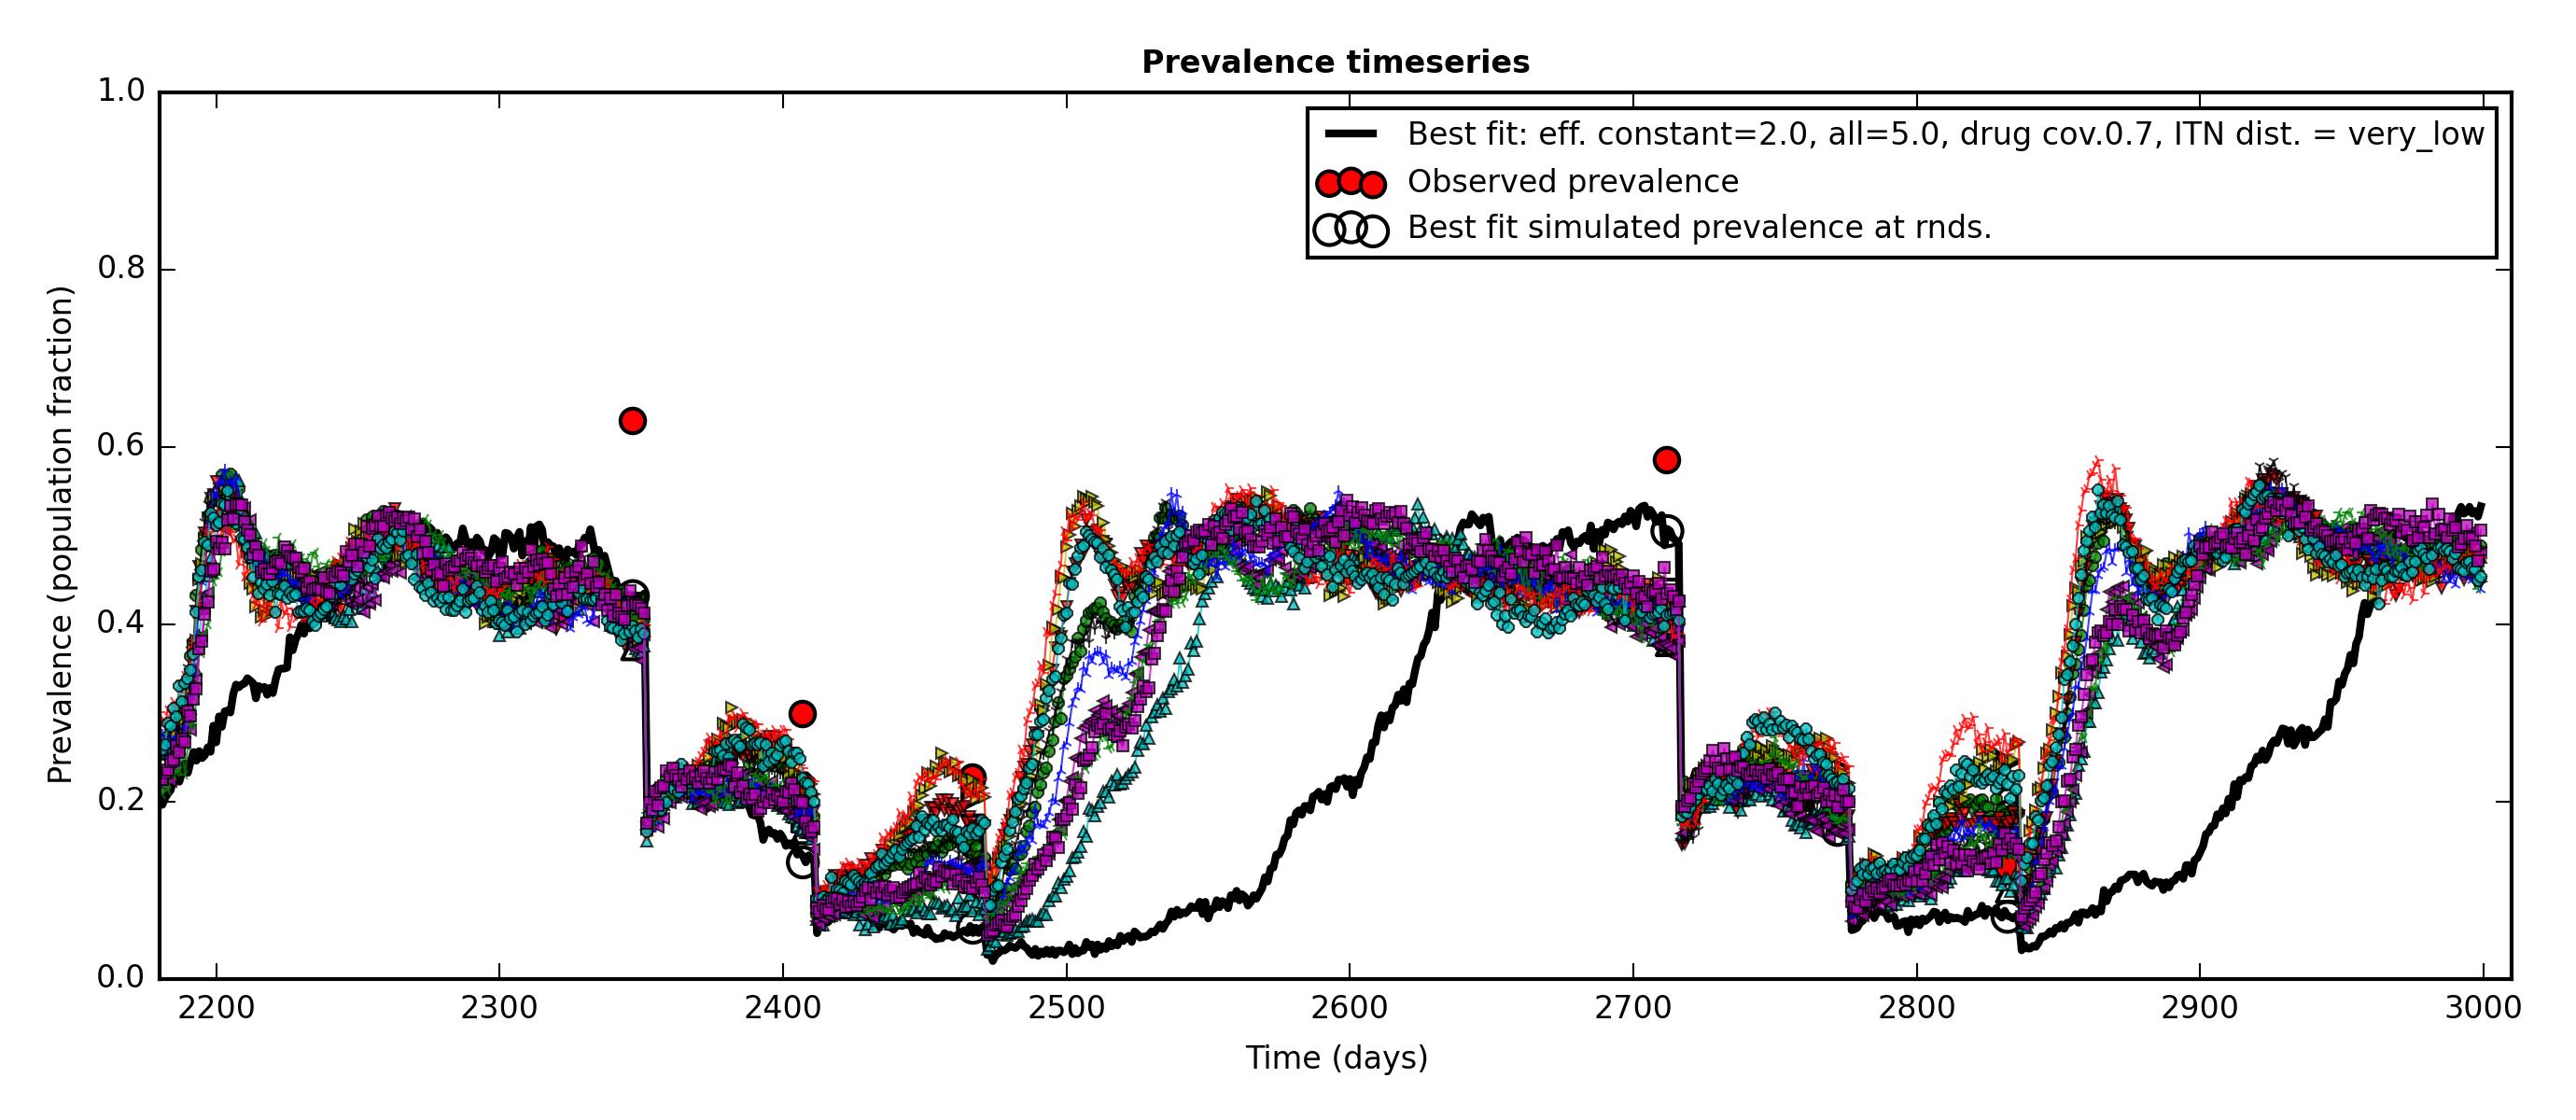 Prevalence timeseries
1.0
0.8
0.6
0.4
0.2
0.0
Prevalence (population fraction)
Best fit: eff. constant=2.0, all=5.0, drug cov.0.7, ITN dist. = very_low
Observed prevalence
Best fit simulated prevalence at rnds.
2200 2300 2400 2500 2600 2700 2800 2900 3000
Time (days)